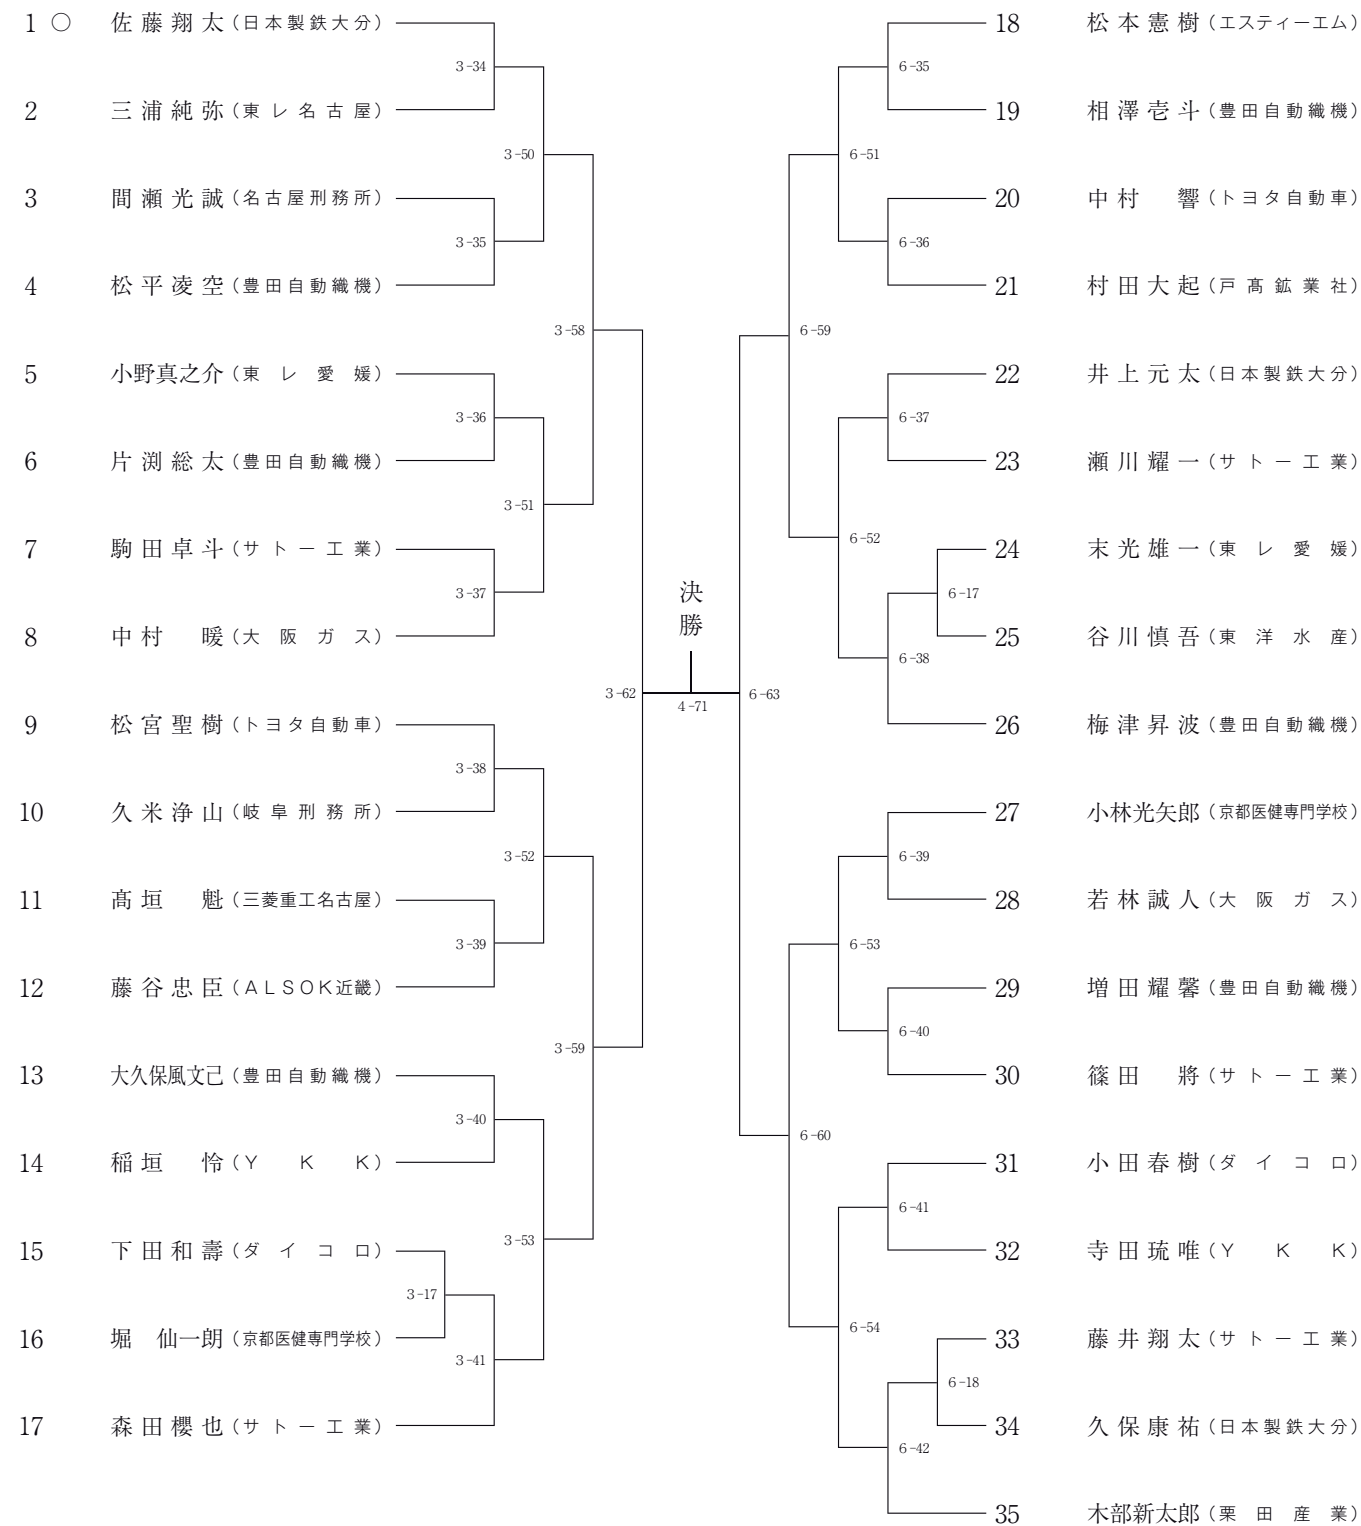 1 ○ 佐藤翔太（日本製鉄大分）
3-34
2 三浦純弥（東レ名古屋）
3-50
3 間瀬光誠（名古屋刑務所）
3-35
4 松平凌空（豊田自動織機）
3-58
5 小野真之介（東レ愛媛）
3-36
6 片渕総太（豊田自動織機）
3-51
7 駒田卓斗（サトー工業）
3-37
8 中村 暖（大阪ガス）
3-62
9 松宮聖樹（トヨタ自動車）
3-38
10 久米浄山（岐阜刑務所）
3-52
11 髙垣 魁（三菱重工名古屋）
3-39
12 藤谷忠臣（ALSOK近畿）
3-59
13 大久保風文己（豊田自動織機）
3-40
14 稲垣 怜（YKK）
3-53
15 下田和壽（ダイコロ）
3-17
16 堀 仙一朗（京都医健専門学校）
3-41
17 森田櫻也（サトー工業）
決勝
4-71
18 松本憲樹（エスティーエム）
6-35
19 相澤壱斗（豊田自動織機）
6-51
20 中村 響（トヨタ自動車）
6-36
21 村田大起（戸髙鉱業社）
6-59
22 井上元太（日本製鉄大分）
6-37
23 瀬川耀一（サトー工業）
6-52
24 末光雄一（東レ愛媛）
6-17
25 谷川慎吾（東洋水産）
6-38
6-63
26 梅津昇波（豊田自動織機）
27 小林光矢郎（京都医健専門学校）
6-39
28 若林誠人（大阪ガス）
6-53
29 増田耀馨（豊田自動織機）
6-40
30 篠田 將（サトー工業）
6-60
31 小田春樹（ダイコロ）
6-41
32 寺田琉唯（YKK）
6-54
33 藤井翔太（サトー工業）
6-18
34 久保康祐（日本製鉄大分）
6-42
35 木部新太郎（栗田産業）